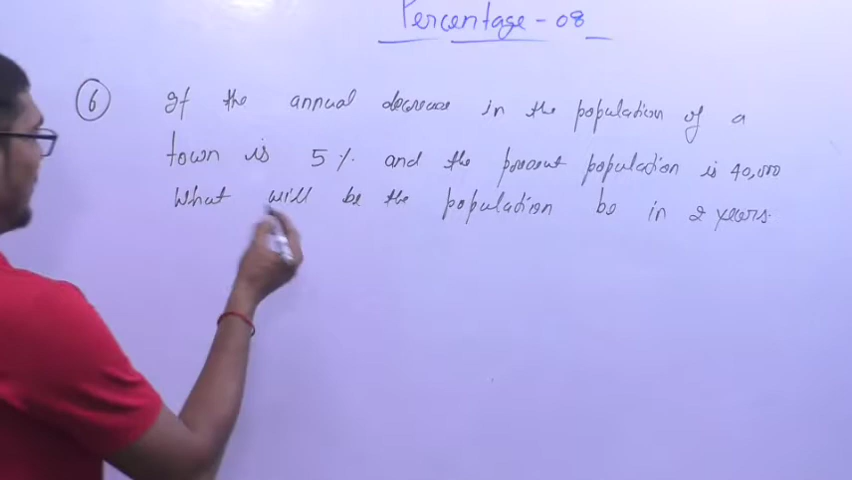 Percentage - 08
6 If the annual decrease in the population of a
town is 5 %. and the present population is 40,000
What will be the population be in 2 years.